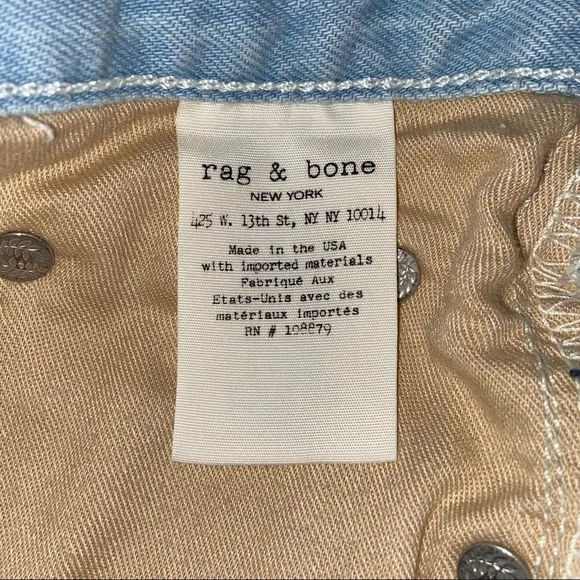 rag & bone
NEW YORK
425 W. 13th St, NY NY 10014
Made in the USA
with imported materials
Fabriqué Aux
Etats-Unis avec des
matériaux importés
RN # 108879